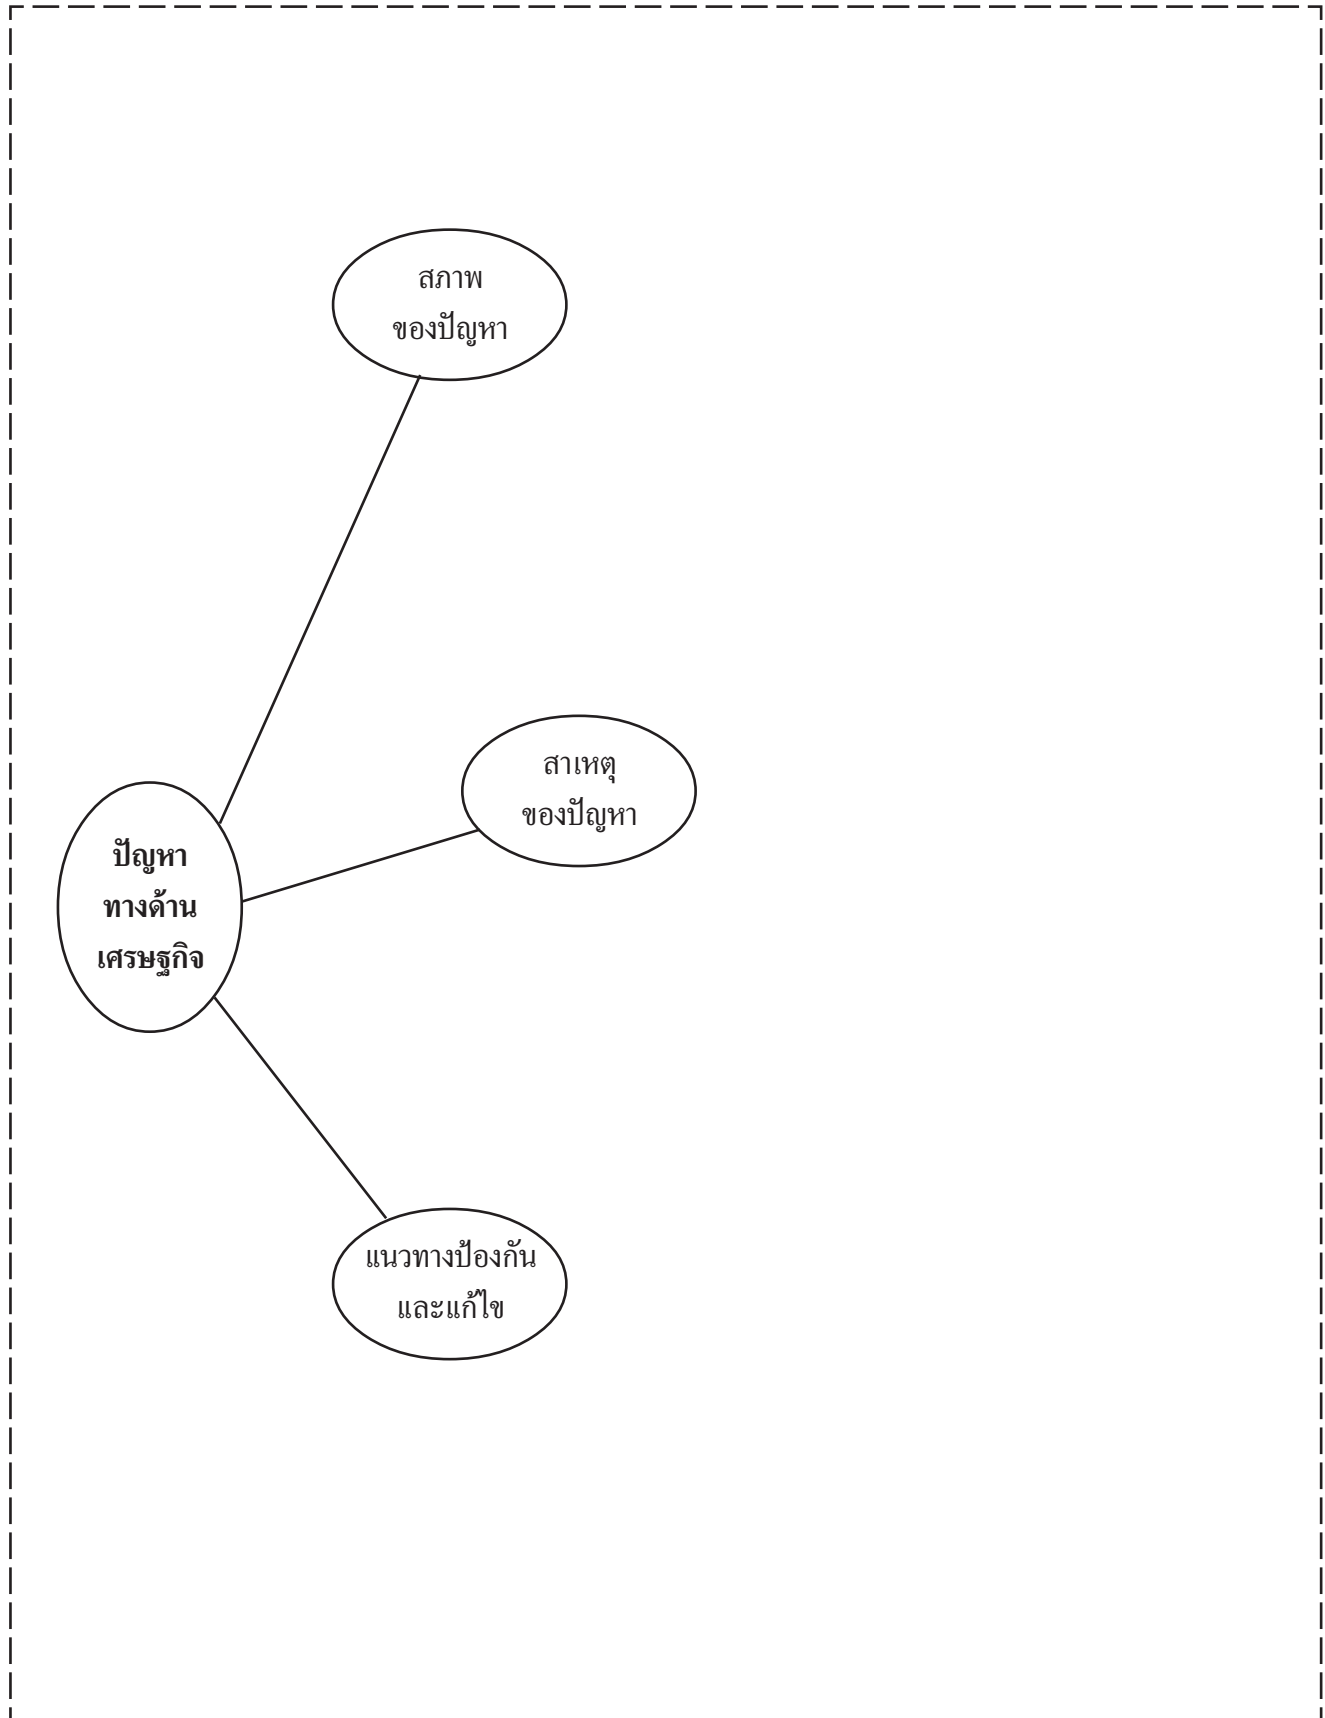 สภาพ
ของปัญหา
สาเหตุ
ของปัญหา
ปัญหา
ทางด้าน
เศรษฐกิจ
แนวทางป้องกัน
และแก้ไข